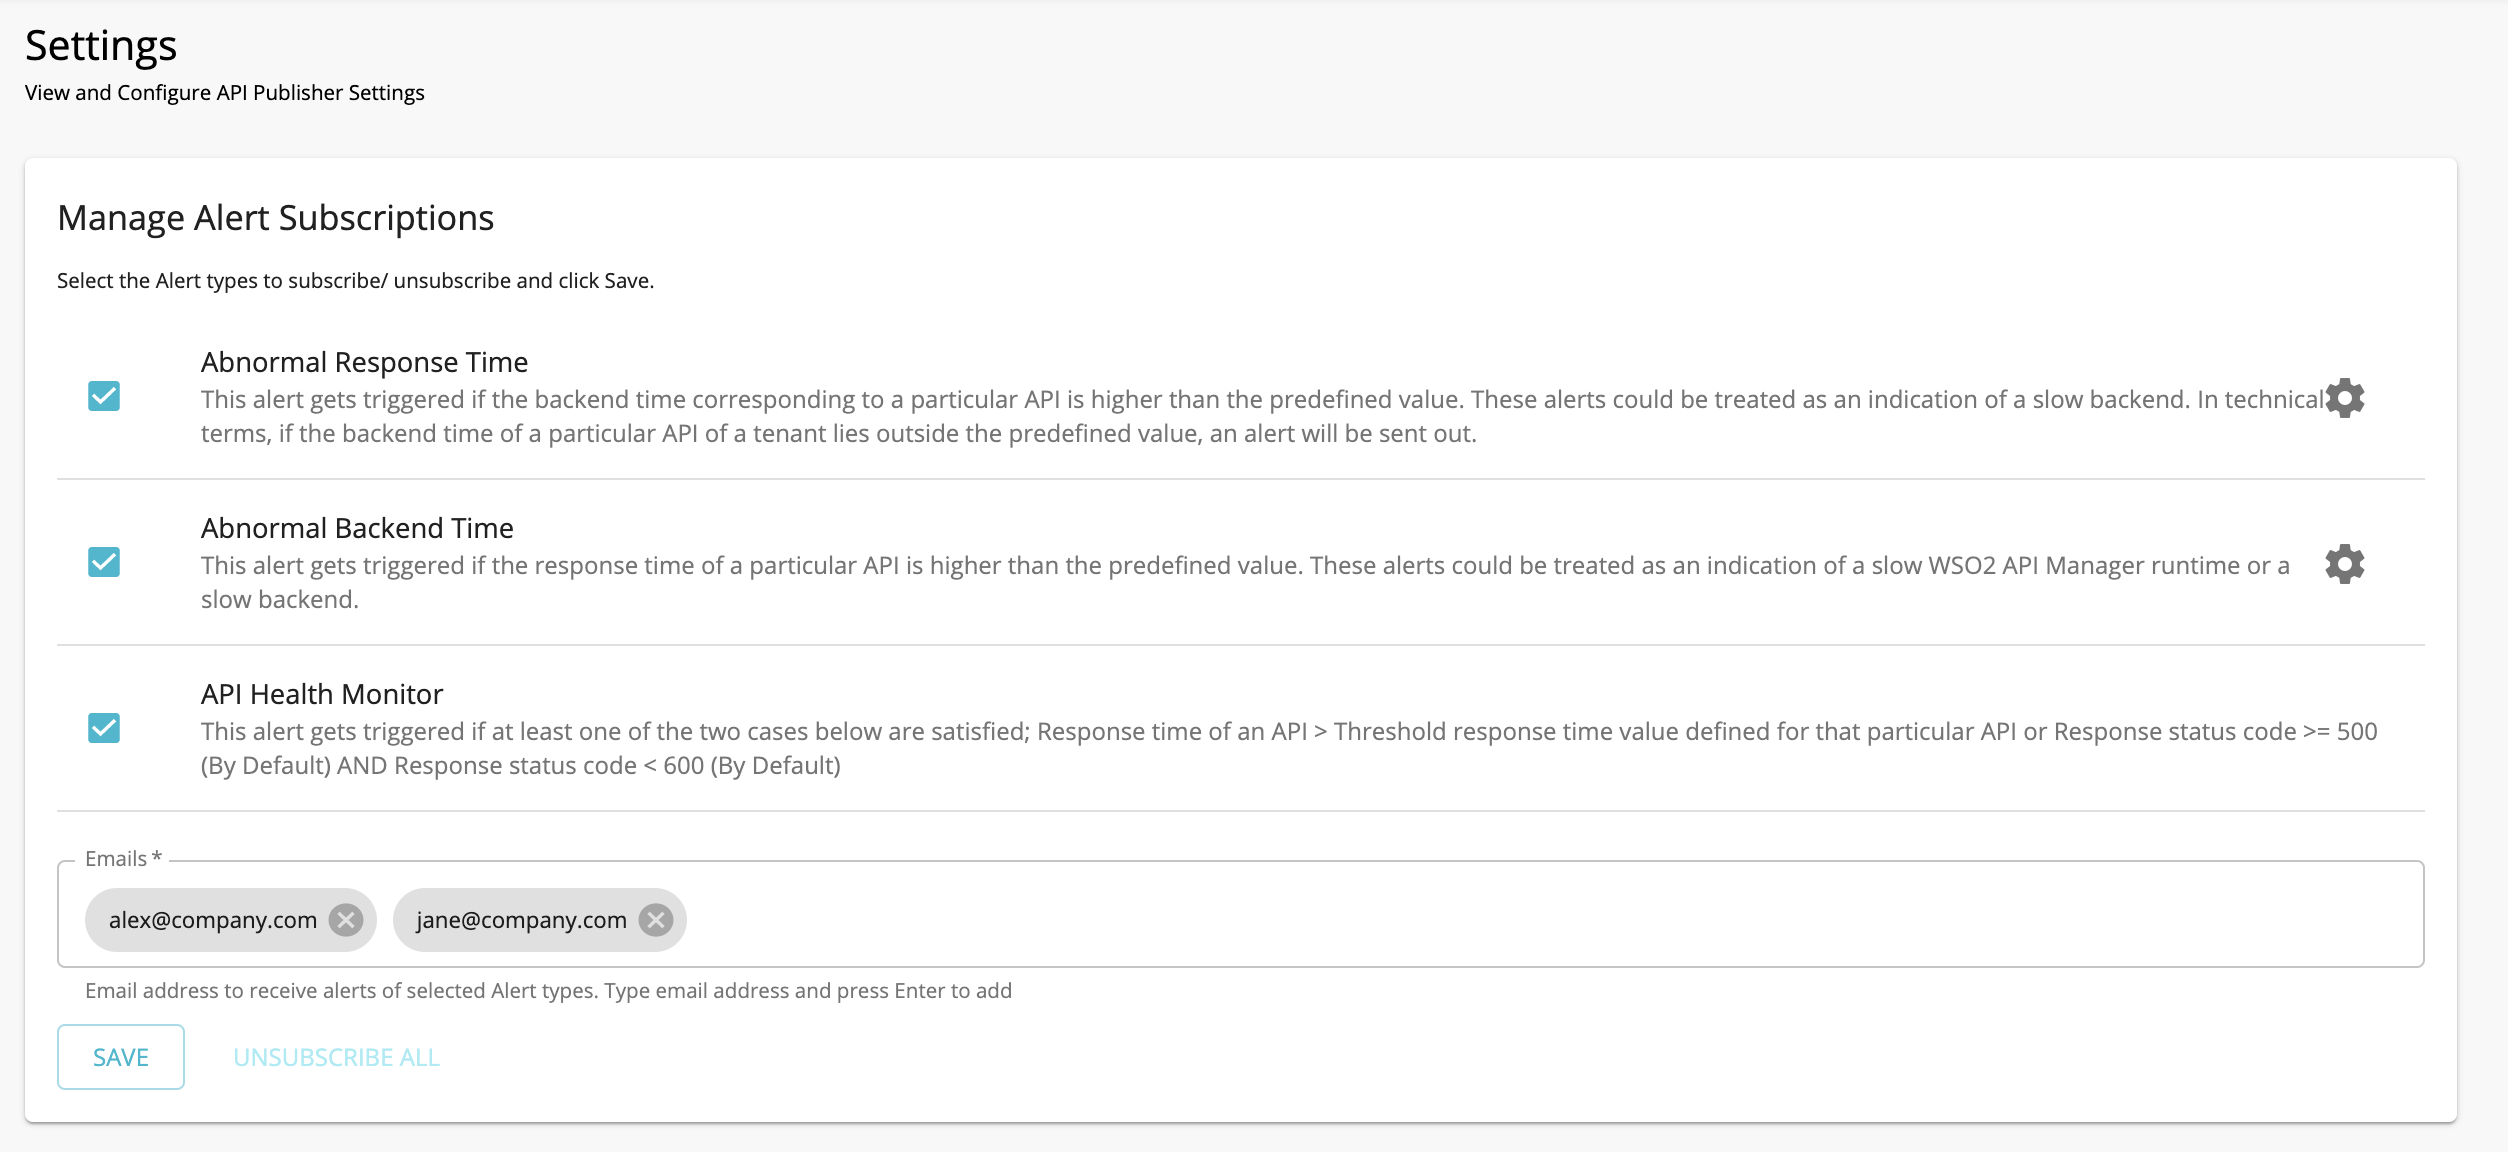 Settings
View and Configure API Publisher Settings
Manage Alert Subscriptions
Select the Alert types to subscribe/ unsubscribe and click Save.
Abnormal Response Time
This alert gets triggered if the backend time corresponding to a particular API is higher than the predefined value. These alerts could be treated as an indication of a slow backend. In technical
terms, if the backend time of a particular API of a tenant lies outside the predefined value, an alert will be sent out.
Abnormal Backend Time
This alert gets triggered if the response time of a particular API is higher than the predefined value. These alerts could be treated as an indication of a slow WSO2 API Manager runtime or a
slow backend.
API Health Monitor
This alert gets triggered if at least one of the two cases below are satisfied; Response time of an API > Threshold response time value defined for that particular API or Response status code >= 500
(By Default) AND Response status code < 600 (By Default)
Emails *
alex@company.com jane@company.com
Email address to receive alerts of selected Alert types. Type email address and press Enter to add
SAVE UNSUBSCRIBE ALL